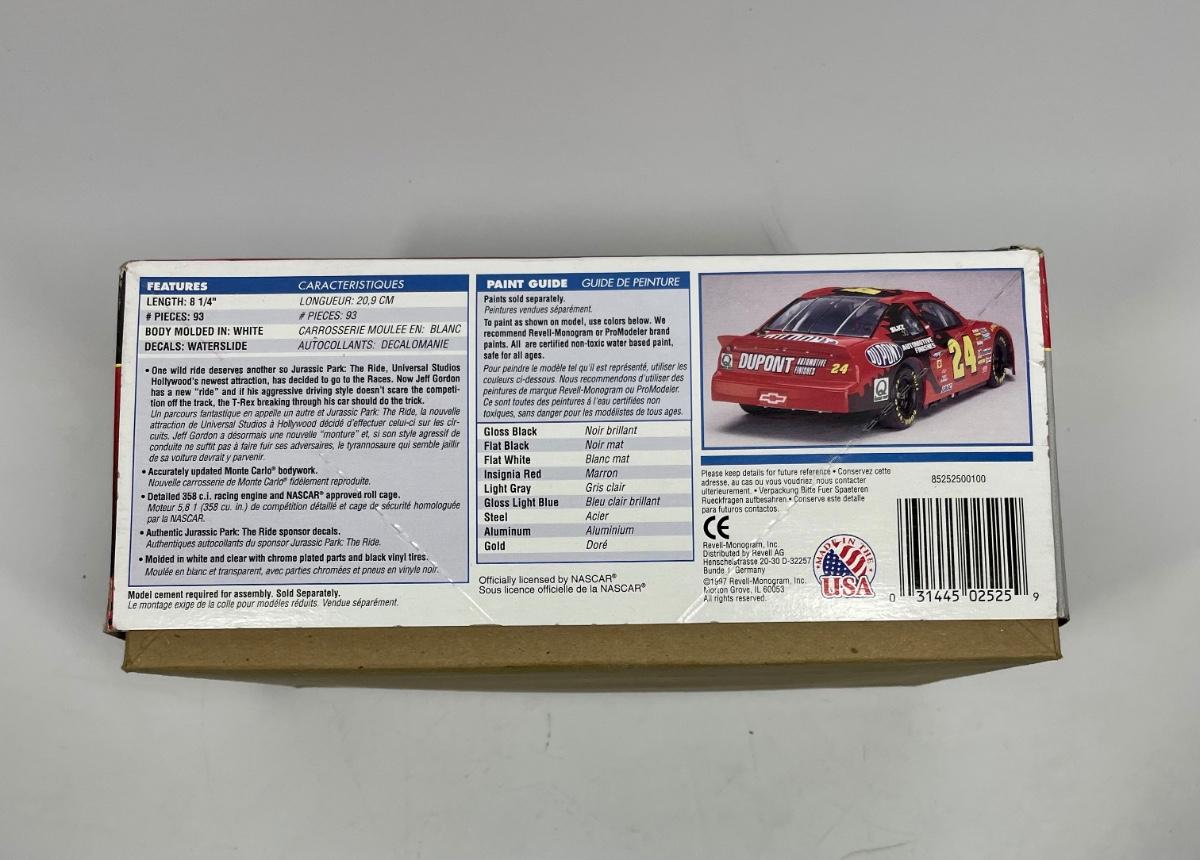 FEATURES CARACTERISTIQUES
LENGTH: 8 1/4" LONGUEUR: 20,9 CM
# PIECES: 93 # PIECES: 93
BODY MOLDED IN: WHITE CARROSSERIE MOULEE EN: BLANC
DECALS: WATERSLIDE AUTOCOLLANTS: DECALOMANIE
• One wild ride deserves another so Jurassic Park: The Ride, Universal Studios
Hollywood's newest attraction, has decided to go to the Races. Now Jeff Gordon
has a new "ride" and if his aggressive driving style doesn't scare the competi-
tion off the track, the T-Rex breaking through his car should do the trick.
Un parcours fantastique en appelle un autre et Jurassic Park: The Ride, la nouvelle
attraction de Universal Studios à Hollywood décidé d'effectuer celui-ci sur les cir-
cuits. Jeff Gordon a désormais une nouvelle "monture" et, si son style agressif de
conduite ne suffit pas à faire fuir ses adversaires, le tyrannosaure qui semble jaillir
de sa voiture devrait y parvenir.
• Accurately updated Monte Carlo® bodywork.
Nouvelle carrosserie de Monte Carlo® fidèlement reproduite.
• Detailed 358 c.i. racing engine and NASCAR® approved roll cage.
Moteur 5,8 1 (358 cu. in.) de compétition détaillé et cage de sécurité homologuée
par la NASCAR.
• Authentic Jurassic Park: The Ride sponsor decals.
Authentiques autocollants du sponsor Jurassic Park: The Ride.
• Molded in white and clear with chrome plated parts and black vinyl tires.
Moulée en blanc et transparent, avec parties chromées et pneus en vynyle noir.
Model cement required for assembly. Sold Separately.
Le montage exige de la colle pour modèles réduits. Vendue séparément.
PAINT GUIDE GUIDE DE PEINTURE
Paints sold separately.
Peintures vendues séparément.
To paint as shown on model, use colors below. We
recommend Revell-Monogram or ProModeler brand
paints. All are certified non-toxic water based paint,
safe for all ages.
Pour peindre le modèle tel qu'il est représenté, utiliser les
couleurs ci-dessous. Nous recommendons d'utiliser des
peintures de marque Revell-Monogram ou ProModeler.
Ce sont toutes des peintures à l'eau certifiées non
toxiques, sans danger pour les modélistes de tous ages.
Gloss Black Noir brillant
Flat Black Noir mat
Flat White Blanc mat
Insignia Red Marron
Light Gray Gris clair
Gloss Light Blue Bleu clair brillant
Steel Acier
Aluminum Aluminium
Gold Doré
Officially licensed by NASCAR®
Sous licence officielle de la NASCAR®
DUPONT AUTOMOTIVE FINISHES 24
DUPONT AUTOMOTIVE FINISHES
24
Please keep details for future reference • Conservez cette
adresse, au cas ou vous voudriez nous contacter
ulterieurement. • Verpackung Bitte Fuer Spaeteren
Rueckfragen aufbesahren • Conserve este detalle
para futuros contactos.
CE
Revell-Monogram, Inc.
Distributed by Revell AG
Henschelstrasse 20-30 D-32257
Bunde Germany
©1997 Revell-Monogram, Inc.
Morton Grove, IL 60053
All rights reserved.
MADE IN THE
USA
85252500100
0 31445 02525 9